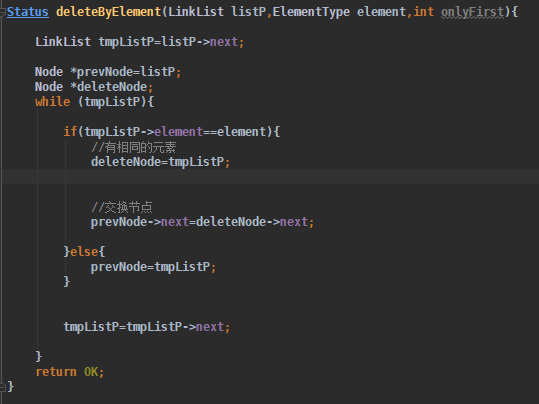 Status deleteByElement(LinkList listP,ElementType element,int onlyFirst){
LinkList tmpListP=listP->next;
Node *prevNode=listP;
Node *deleteNode;
while (tmpListP){
if(tmpListP->element==element){
//有相同的元素
deleteNode=tmpListP;
//交换节点
prevNode->next=deleteNode->next;
}else{
prevNode=tmpListP;
}
tmpListP=tmpListP->next;
}
return OK;
}